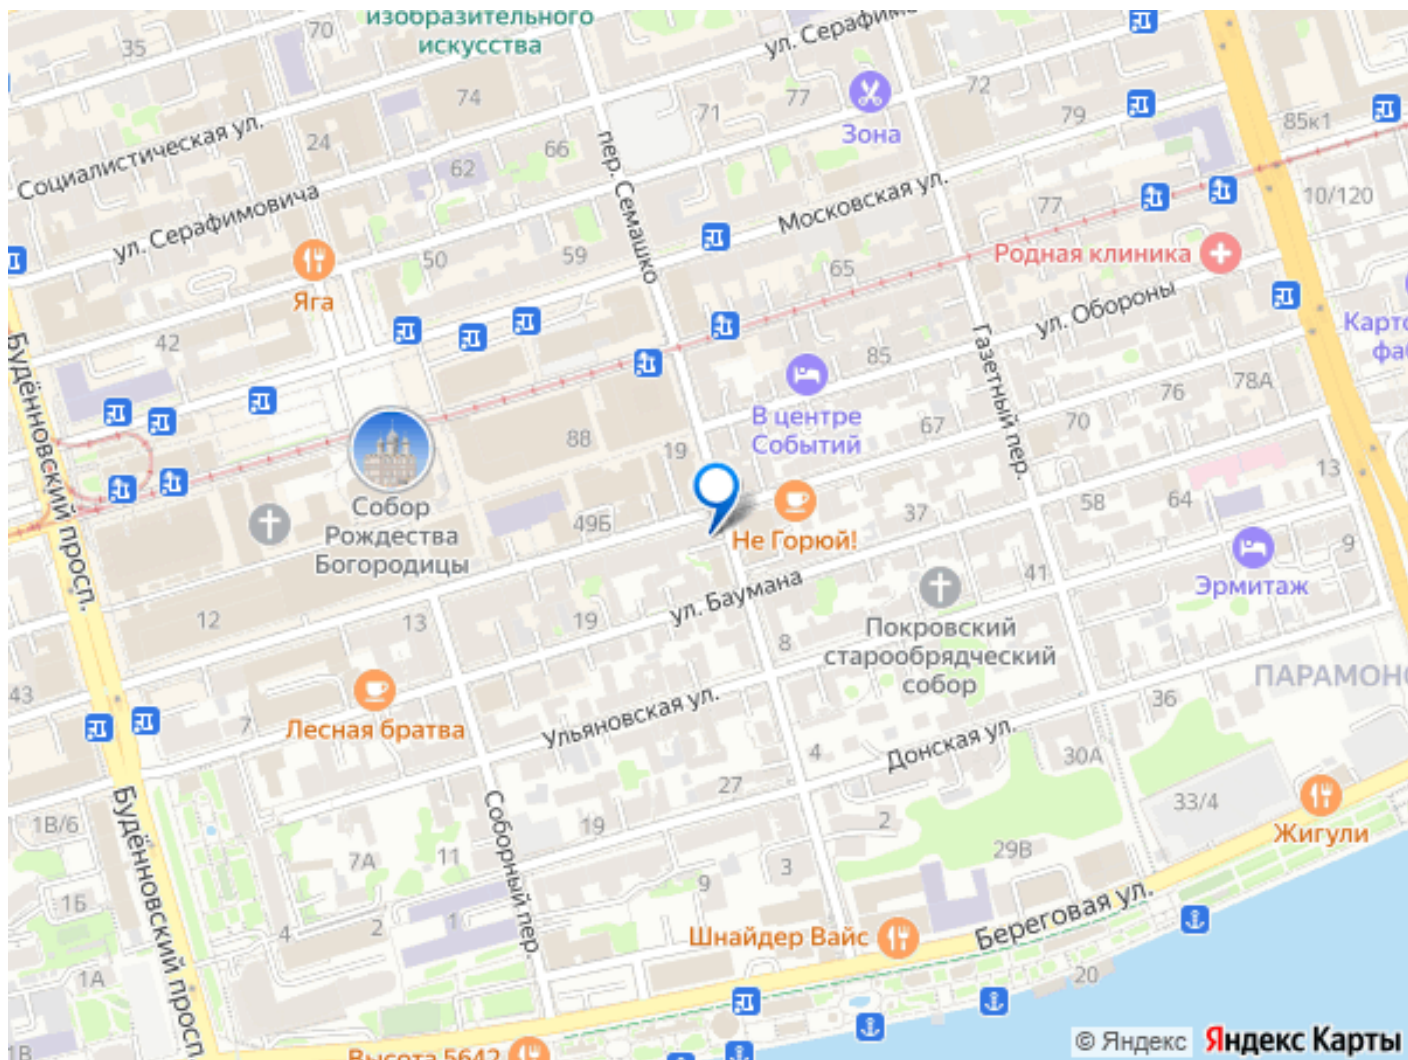 изобразительного
искусства
35
70
ул. Серафим
74
71
77
72
79
Зона
85к1
Социалистическая ул.
24
62
66
пер. Семашко
10/120
ул. Серафимовича
Московская ул.
77
50
59
65
Родная клиника
Яга
ул. Обороны
42
Газетный пер.
85
Карто
фаб
Будённовский просп.
В центре
Событий
67
70
76
78А
88
19
13
Собор
Рождества
Богородицы
49Б
Не Горюй!
37
58
64
9
Эрмитаж
ул. Баумана
41
12
13
19
8
Покровский
старообрядческий
собор
ПАРАМОНО
43
7
Лесная братва
Ульяновская ул.
36
4
Донская ул.
30А
27
33/4
1В/6
Будённовский просп
Соборный пер.
19
2
Жигули
7А
11
3
29В
9
1Б
4
2
1
Шнайдер Вайс
Береговая ул.
1А
20
1В
Высота 5642
© Яндекс
Яндекс Карты